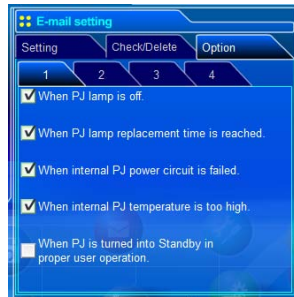 E-mail setting
Setting Check/Delete Option
1 2 3 4
When PJ lamp is off.
When PJ lamp replacement time is reached.
When internal PJ power circuit is failed.
When internal PJ temperature is too high.
When PJ is turned into Standby in
proper user operation.